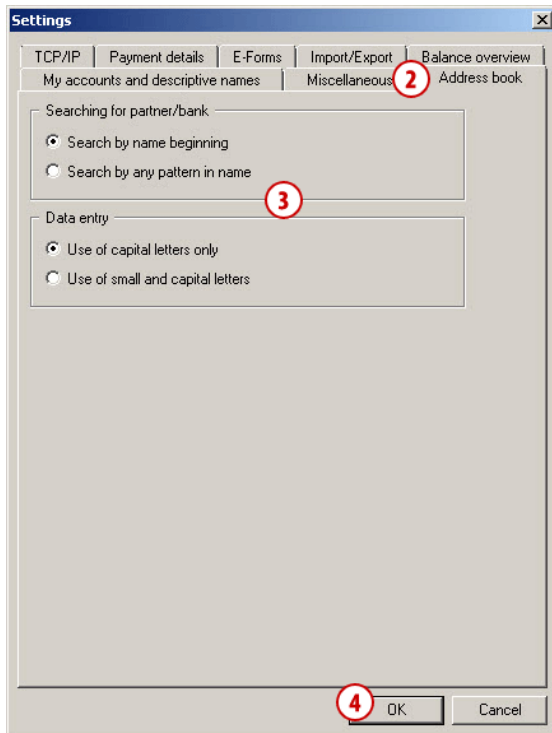 Settings
TCP/IP Payment details E-Forms Import/Export Balance overview
My accounts and descriptive names Miscellaneous 2 Address book
Searching for partner/bank
Search by name beginning
Search by any pattern in name
3
Data entry
Use of capital letters only
Use of small and capital letters
4 OK Cancel